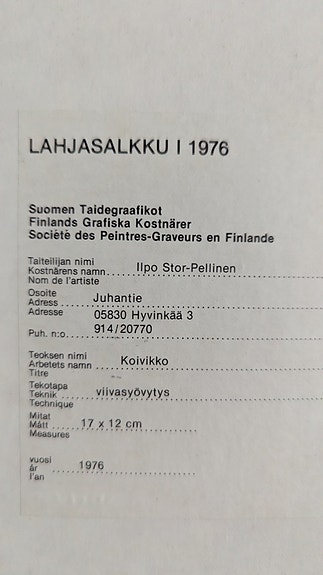 LAHJASALKKU I 1976
Suomen Taidegraafikot
Finlands Grafiska Kostnärer
Société des Peintres-Graveurs en Finlande
Taiteilijan nimi
Kostnärens namn.... Ilpo Stor-Pellinen
Nom de l'artiste
Osoite
Adress........ Juhantie
Adresse 05830 Hyvinkää 3
Puh. n:o......... 914/20770
Teoksen nimi
Arbetets namn..... Koivikko
Titre
Tekotapa
Teknik........ viivasyövytys
Technique
Mitat
Mått....... 17 x 12 cm
Measures
vuosi
år .......... 1976
l'an